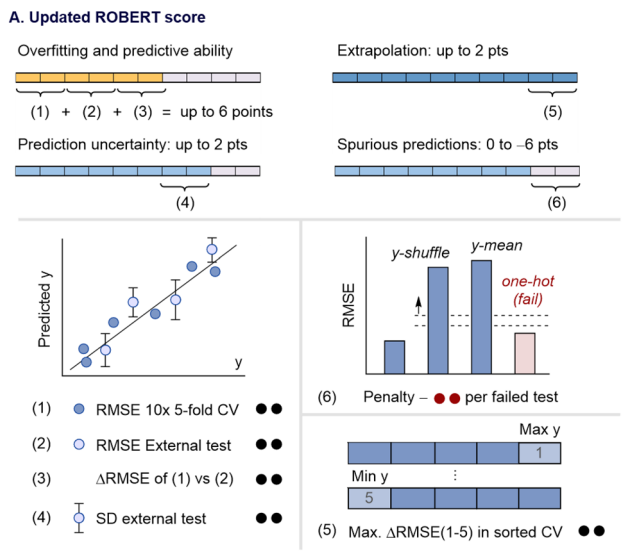 A. Updated ROBERT score
Overfitting and predictive ability
(1) + (2) + (3) = up to 6 points
Extrapolation: up to 2 pts
(5)
Prediction uncertainty: up to 2 pts
(4)
Spurious predictions: 0 to –6 pts
(6)
Predicted y
y
(1) RMSE 10x 5-fold CV
(2) RMSE External test
(3) ΔRMSE of (1) vs (2)
(4) SD external test
RMSE
y-shuffle
y-mean
one-hot
(fail)
(6) Penalty – per failed test
Max y
1
Min y
5
(5) Max. ΔRMSE(1-5) in sorted CV